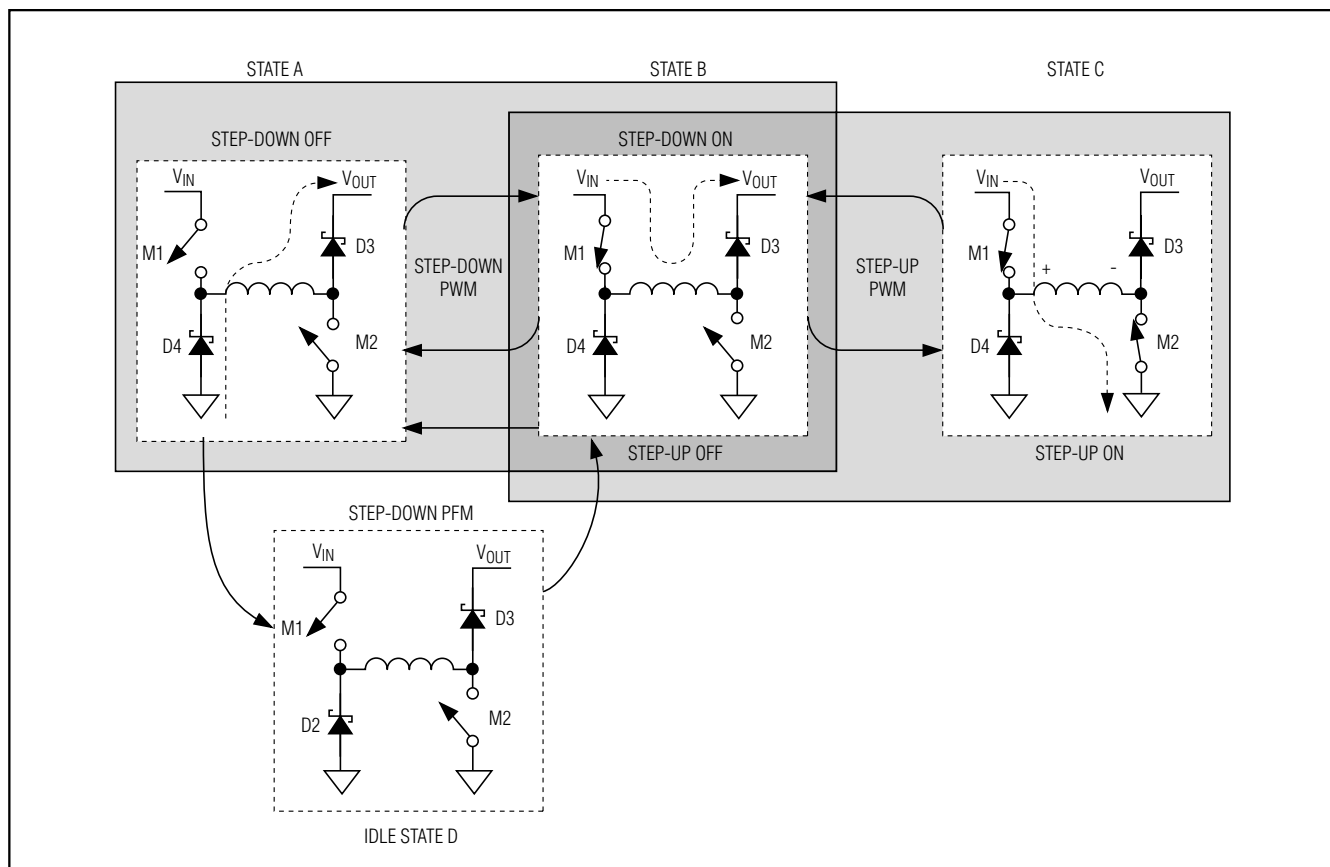 STATE A
STATE B
STATE C
STEP-DOWN OFF
VIN
VOUT
M1
D3
D4
M2
STEP-DOWN
PWM
STEP-DOWN ON
VIN
VOUT
M1
D3
D4
M2
STEP-UP OFF
STEP-UP
PWM
VIN
VOUT
M1
D3
+ -
D4
M2
STEP-UP ON
STEP-DOWN PFM
VIN
VOUT
M1
D3
D2
M2
IDLE STATE D